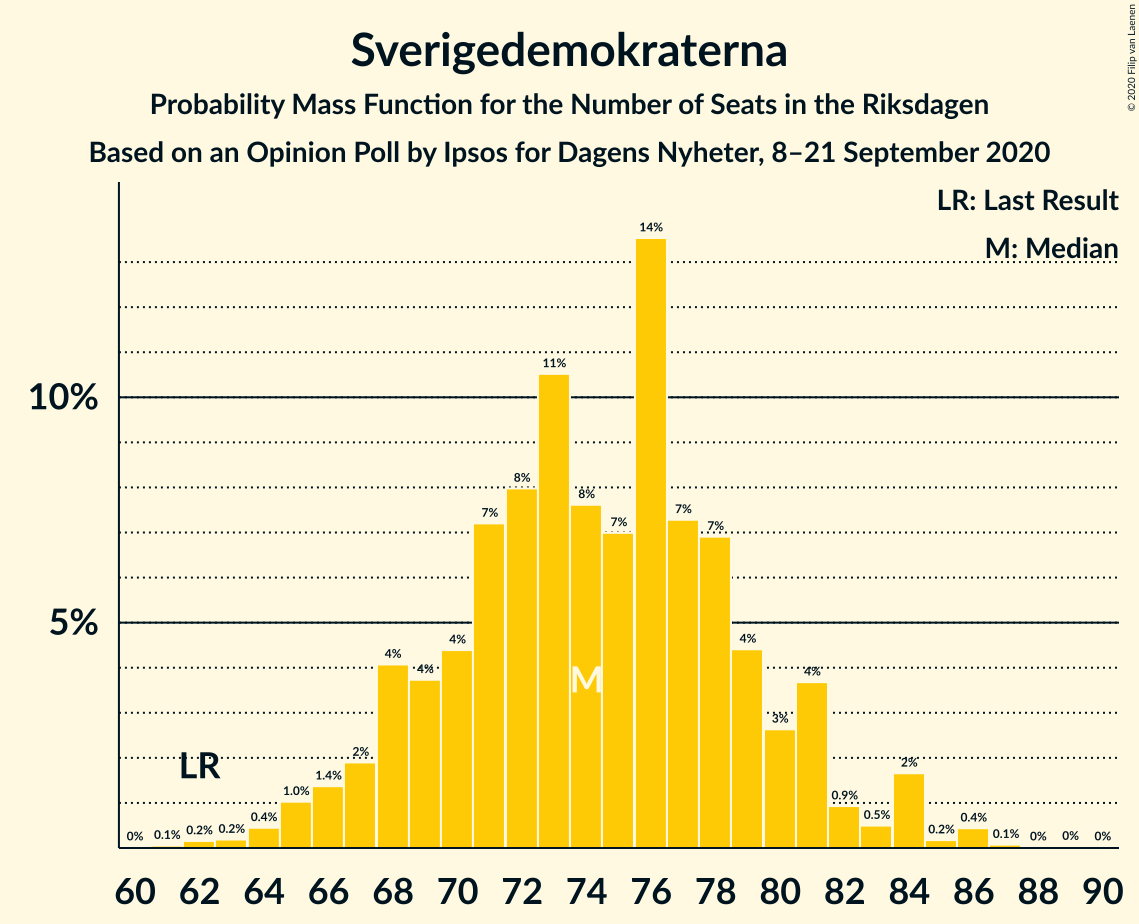 Sverigedemokraterna
Probability Mass Function for the Number of Seats in the Riksdagen
Based on an Opinion Poll by Ipsos for Dagens Nyheter, 8–21 September 2020
© 2020 Filip van Laenen
LR: Last Result
M: Median
10%
5%
LR
M
0% 0.1% 0.2% 0.2% 0.4% 1.0% 1.4% 2% 4% 4% 4% 7% 8% 11% 8% 7% 14% 7% 7% 4% 3% 4% 0.9% 0.5% 2% 0.2% 0.4% 0.1% 0% 0% 0%
60 62 64 66 68 70 72 74 76 78 80 82 84 86 88 90